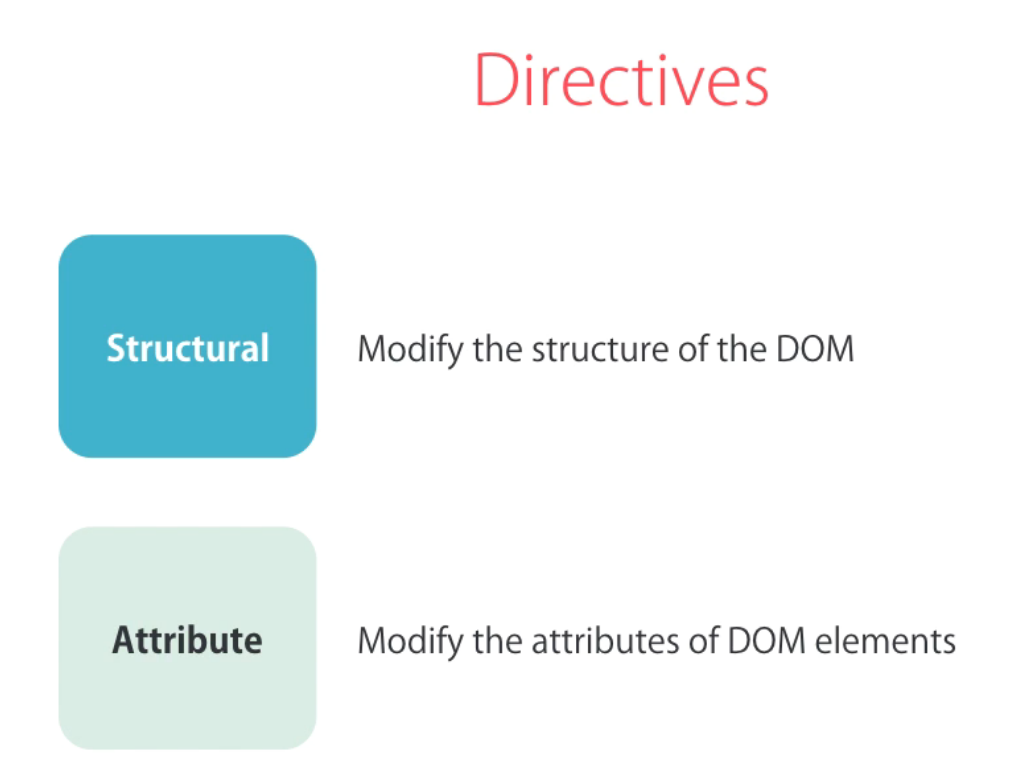 Directives
Structural
Modify the structure of the DOM
Attribute
Modify the attributes of DOM elements